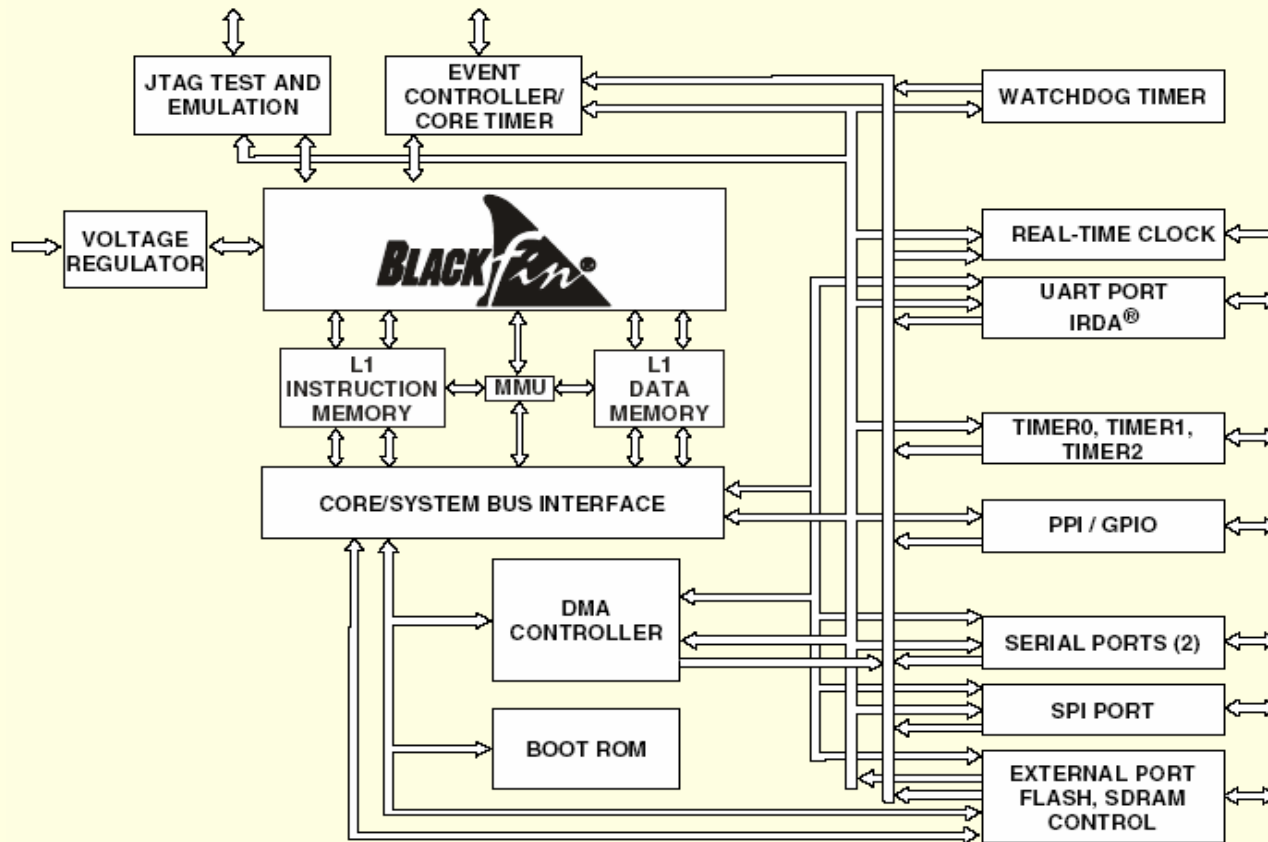 JTAG TEST AND
EMULATION
EVENT
CONTROLLER/
CORE TIMER
WATCHDOG TIMER
VOLTAGE
REGULATOR
BLACKfin®
REAL-TIME CLOCK
UART PORT
IRDA®
L1
INSTRUCTION
MEMORY
MMU
L1
DATA
MEMORY
TIMER0, TIMER1,
TIMER2
CORE/SYSTEM BUS INTERFACE
PPI / GPIO
DMA
CONTROLLER
SERIAL PORTS (2)
SPI PORT
BOOT ROM
EXTERNAL PORT
FLASH, SDRAM
CONTROL